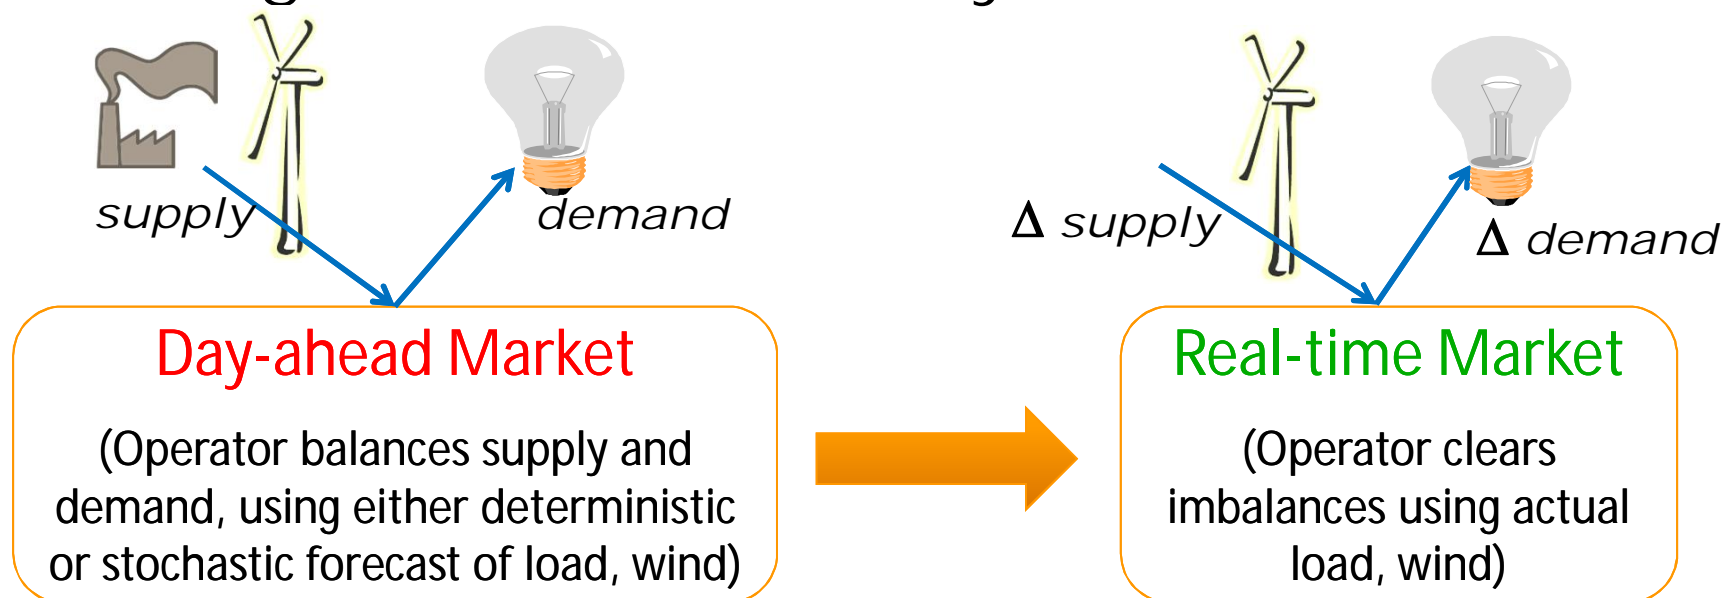 supply
demand
Δ supply
Δ demand
Day-ahead Market
(Operator balances supply and
demand, using either deterministic
or stochastic forecast of load, wind)
Real-time Market
(Operator clears
imbalances using actual
load, wind)